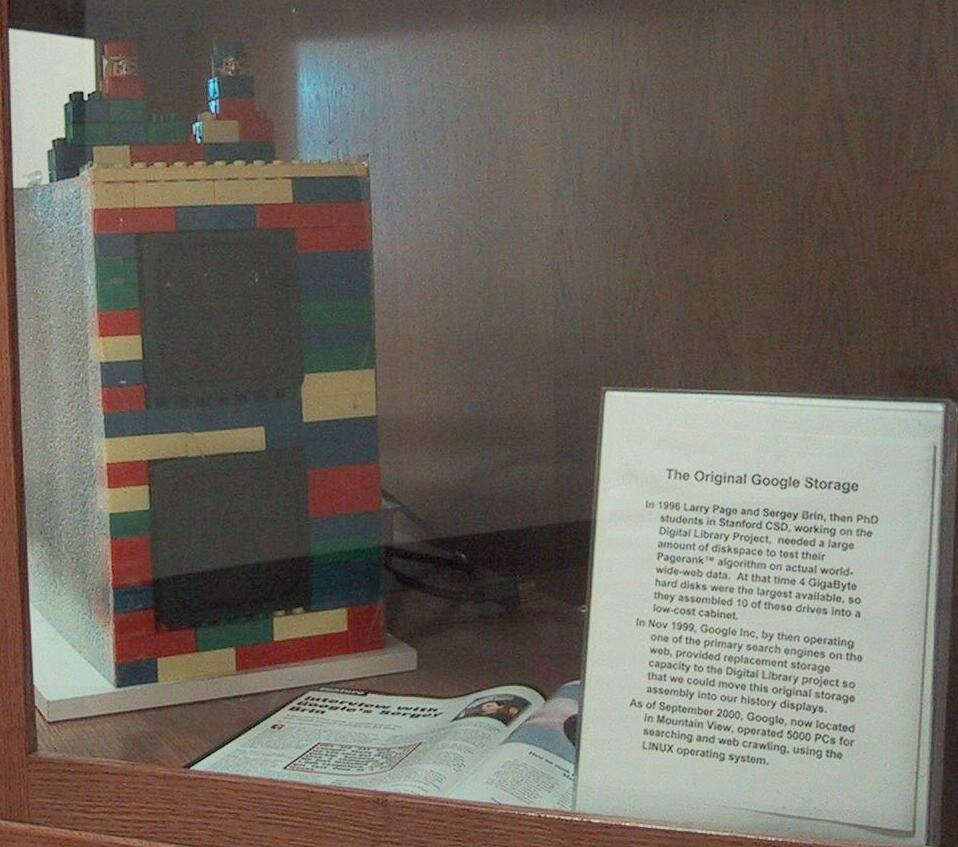 The Original Google Storage
In 1996 Larry Page and Sergey Brin, then PhD
students in Stanford CSD, working on the
Digital Library Project, needed a large
amount of diskspace to test their
Pagerank™ algorithm on actual world-
wide-web data. At that time 4 GigaByte
hard disks were the largest available, so
they assembled 10 of these drives into a
low-cost cabinet.
In Nov 1999, Google Inc, by then operating
one of the primary search engines on the
web, provided replacement storage
capacity to the Digital Library project so
that we could move this original storage
assembly into our history displays.
As of September 2000, Google, now located
in Mountain View, operated 5000 PCs for
searching and web crawling, using the
LINUX operating system.
Interview with
Google's Sergey
Brin